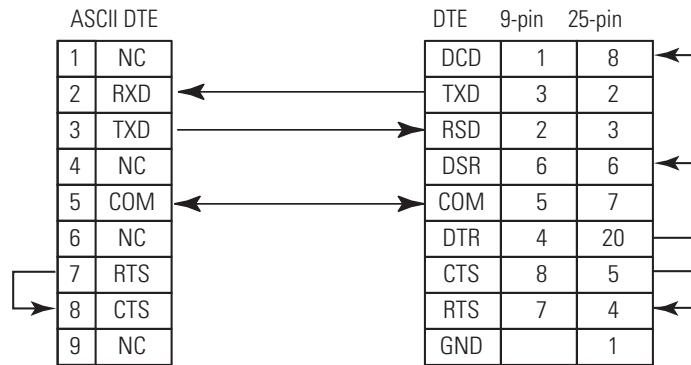 ASCII DTE DTE 9-pin 25-pin
1 NC DCD 1 8
2 RXD TXD 3 2
3 TXD RSD 2 3
4 NC DSR 6 6
5 COM COM 5 7
6 NC DTR 4 20
7 RTS CTS 8 5
8 CTS RTS 7 4
9 NC GND 1